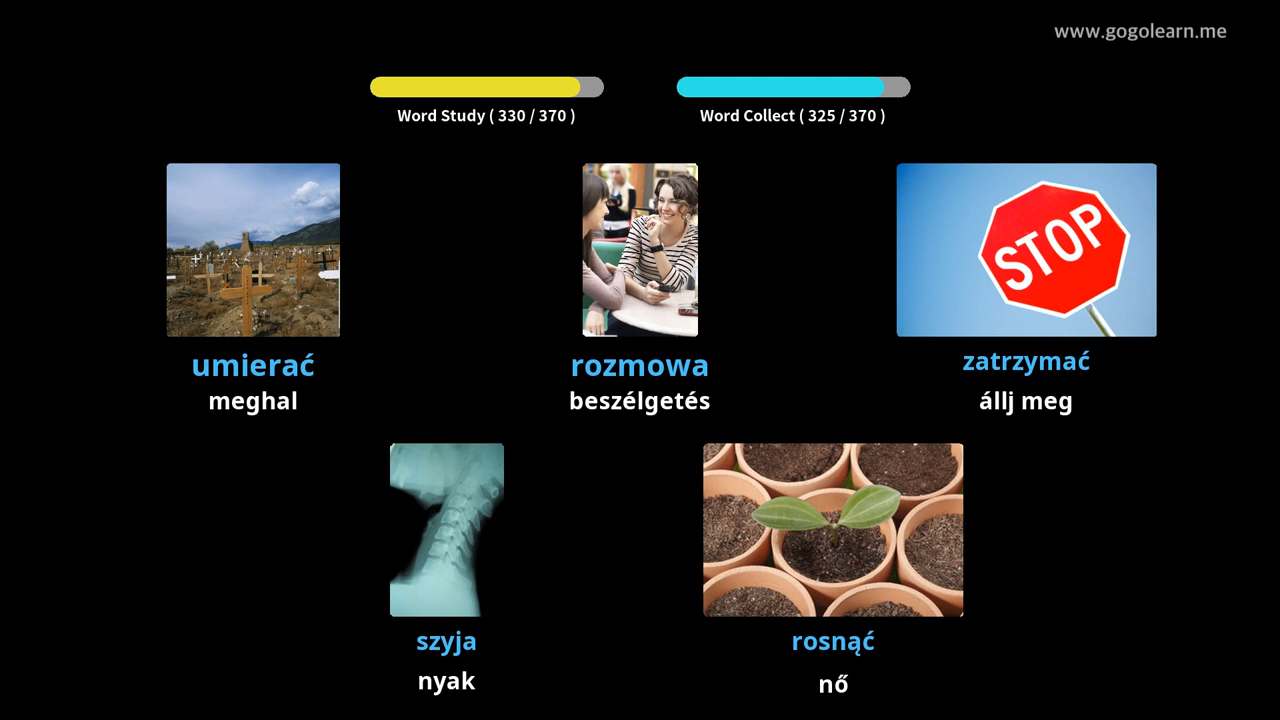 www.gogolearn.me
Word Study ( 330 / 370 )
Word Collect ( 325 / 370 )
STOP
umierać
meghal
rozmowa
beszélgetés
zatrzymać
állj meg
szyja
nyak
rosnąć
nő